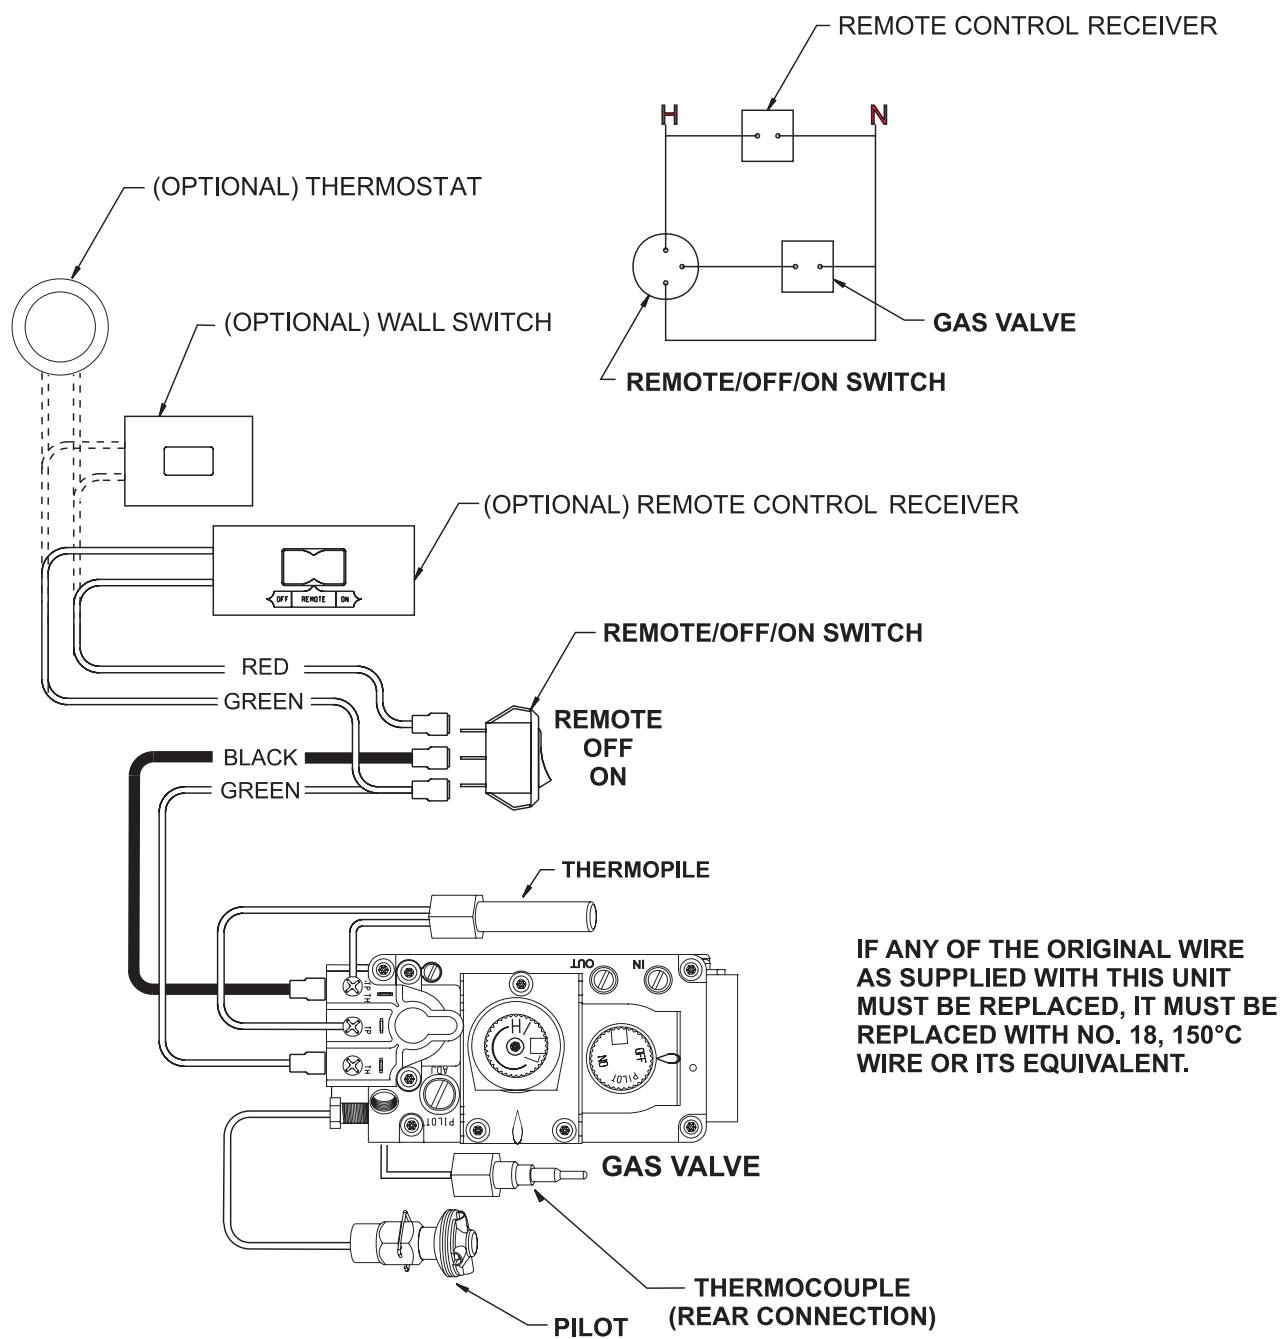 REMOTE CONTROL RECEIVER
H
N
(OPTIONAL) THERMOSTAT
(OPTIONAL) WALL SWITCH
GAS VALVE
REMOTE/OFF/ON SWITCH
(OPTIONAL) REMOTE CONTROL RECEIVER
OFF REMOTE ON
REMOTE/OFF/ON SWITCH
RED
GREEN
REMOTE
OFF
ON
BLACK
GREEN
THERMOPILE
IF ANY OF THE ORIGINAL WIRE
AS SUPPLIED WITH THIS UNIT
MUST BE REPLACED, IT MUST BE
REPLACED WITH NO. 18, 150°C
WIRE OR ITS EQUIVALENT.
OUT
IN
TP TH
TP
TH
H
OFF
PILOT
ON
PILOT
ADJ
GAS VALVE
THERMOCOUPLE
(REAR CONNECTION)
PILOT